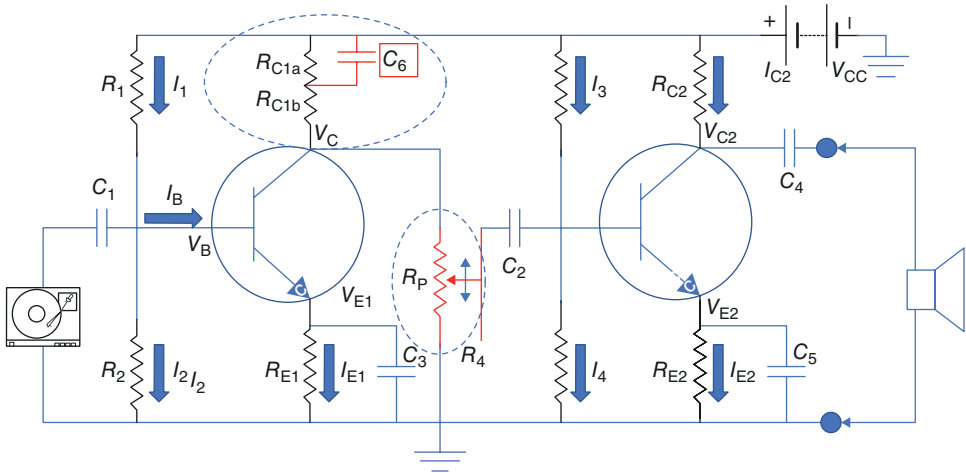 + I
R1 I1
RC1a C6
RC1b
I3
RC2
IC2 VCC
VC VC2
C1 IB
VB
C4
C2
RP
VE1 VE2
R2 I2 I2
RE1 IE1
C3 R4
I4
RE2 IE2
C5
C C